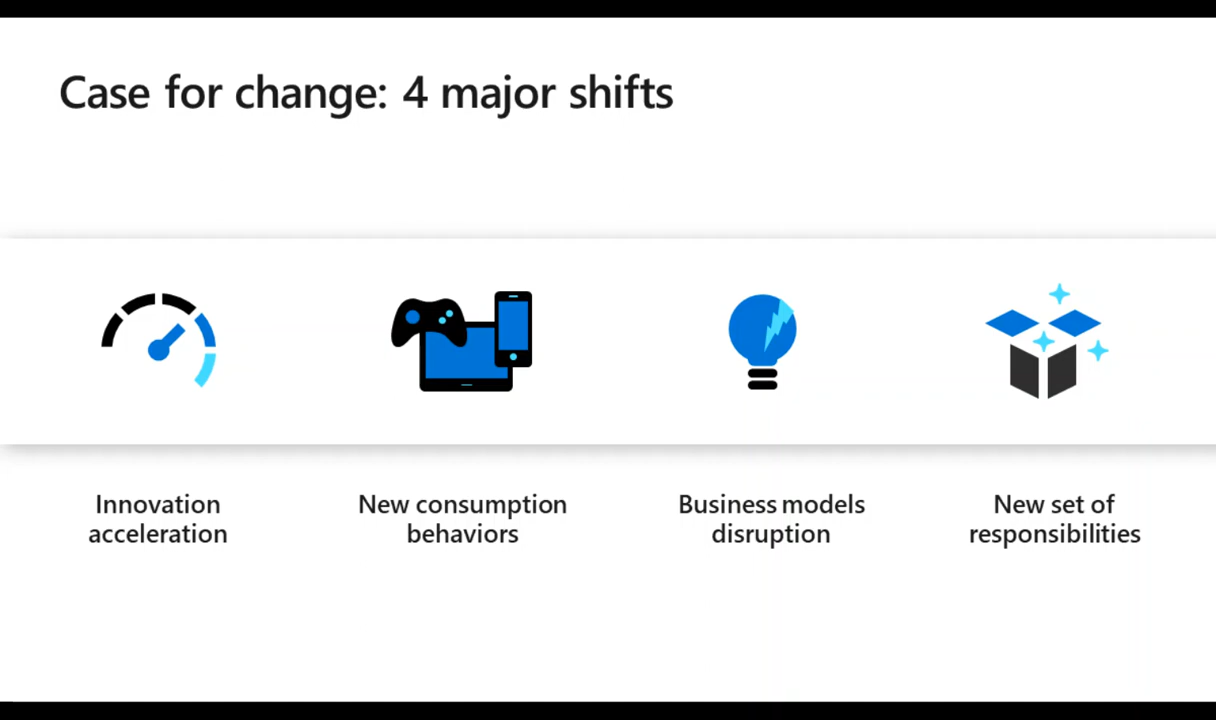 Case for change: 4 major shifts
Innovation
acceleration
New consumption
behaviors
Business models
disruption
New set of
responsibilities